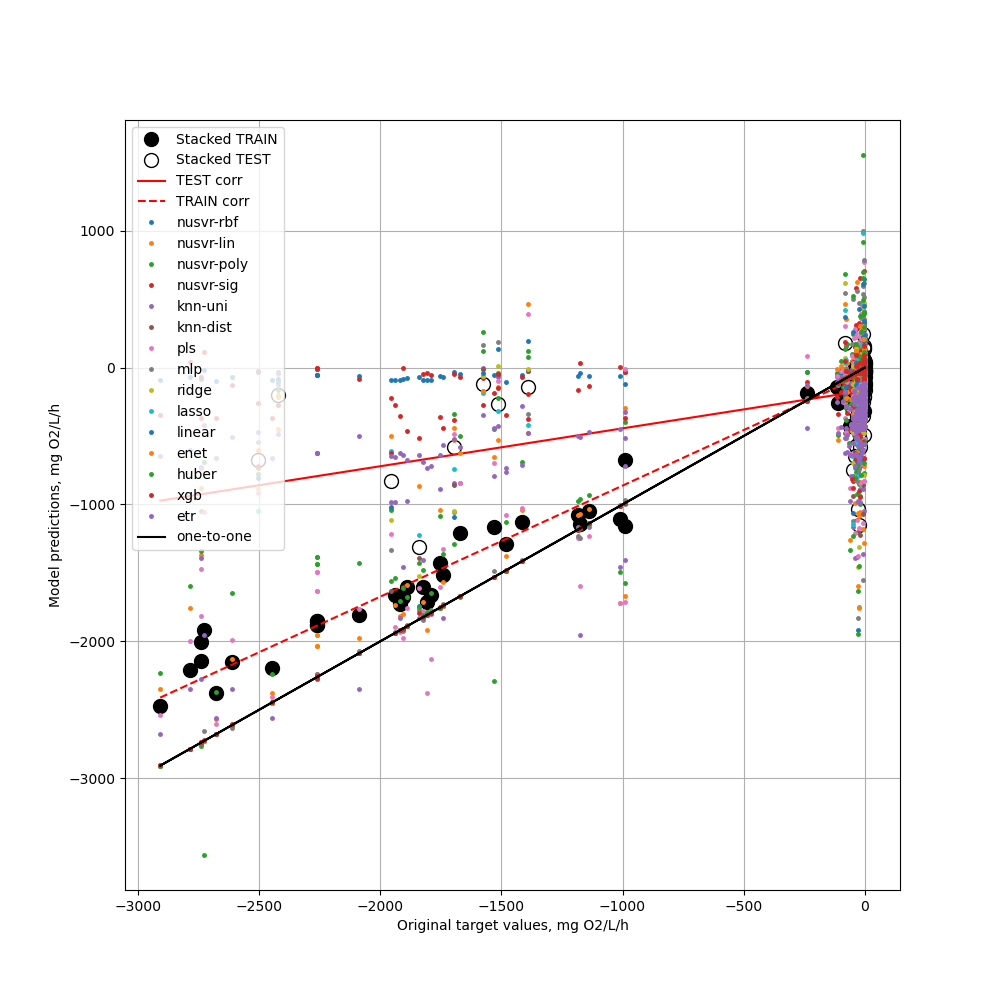 Stacked TRAIN
Stacked TEST
TEST corr
TRAIN corr
nusvr-rbf
nusvr-lin
nusvr-poly
nusvr-sig
knn-uni
knn-dist
pls
mlp
ridge
lasso
linear
enet
huber
xgb
etr
one-to-one
1000
0
−1000
−2000
−3000
Model predictions, mg O2/L/h
−3000 −2500 −2000 −1500 −1000 −500 0
Original target values, mg O2/L/h